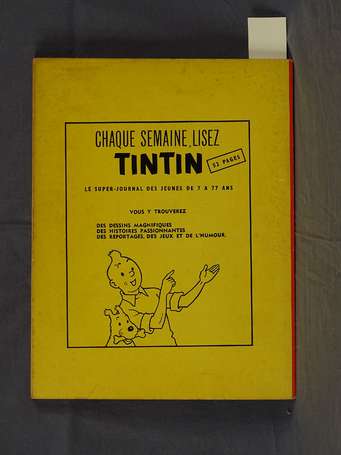 CHAQUE SEMAINE, LISEZ
TINTIN
52 PAGES
LE SUPER-JOURNAL DES JEUNES DE 7 A 77 ANS
VOUS Y TROUVEREZ
DES DESSINS MAGNIFIQUES
DES HISTOIRES PASSIONNANTES
DES REPORTAGES, DES JEUX ET DE L'HUMOUR.